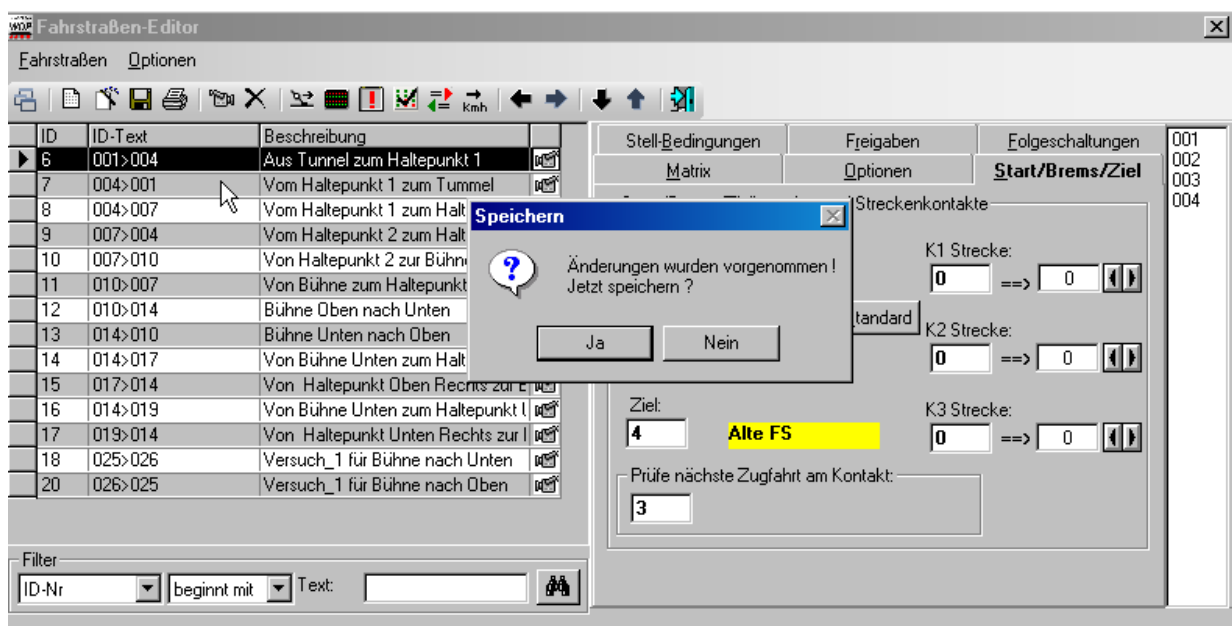 WDP Fahrstraßen-Editor
Fahrstraßen Optionen
Kmh
ID ID-Text Beschreibung
6 001>004 Aus Tunnel zum Haltepunkt 1
7 004>001 Vom Haltepunkt 1 zum Tummel
8 004>007 Vom Haltepunkt 1 zum Halt
9 007>004 Vom Haltepunkt 2 zum Halt
10 007>010 Von Haltepunkt 2 zur Bühn
11 010>007 Von Bühne zum Haltepunkt
12 010>014 Bühne Oben nach Unten
13 014>010 Bühne Unten nach Oben
14 014>017 Von Bühne Unten zum Halt
15 017>014 Von Haltepunkt Oben Rechts zur
16 014>019 Von Bühne Unten zum Haltepunkt
17 019>014 Von Haltepunkt Unten Rechts zur
18 025>026 Versuch_1 für Bühne nach Unten
20 026>025 Versuch_1 für Bühne nach Oben
Filter
ID-Nr beginnt mit Text:
Speichern
Änderungen wurden vorgenommen !
Jetzt speichern ?
Ja Nein
Stell-Bedingungen Freigaben Folgeschaltungen
Matrix Optionen Start/Brems/Ziel
Streckenkontakte
K1 Strecke:
0 ==> 0
tandard
K2 Strecke:
0 ==> 0
Ziel:
4 Alte FS
K3 Strecke:
0 ==> 0
Prüfe nächste Zugfahrt am Kontakt:
3
001
002
003
004